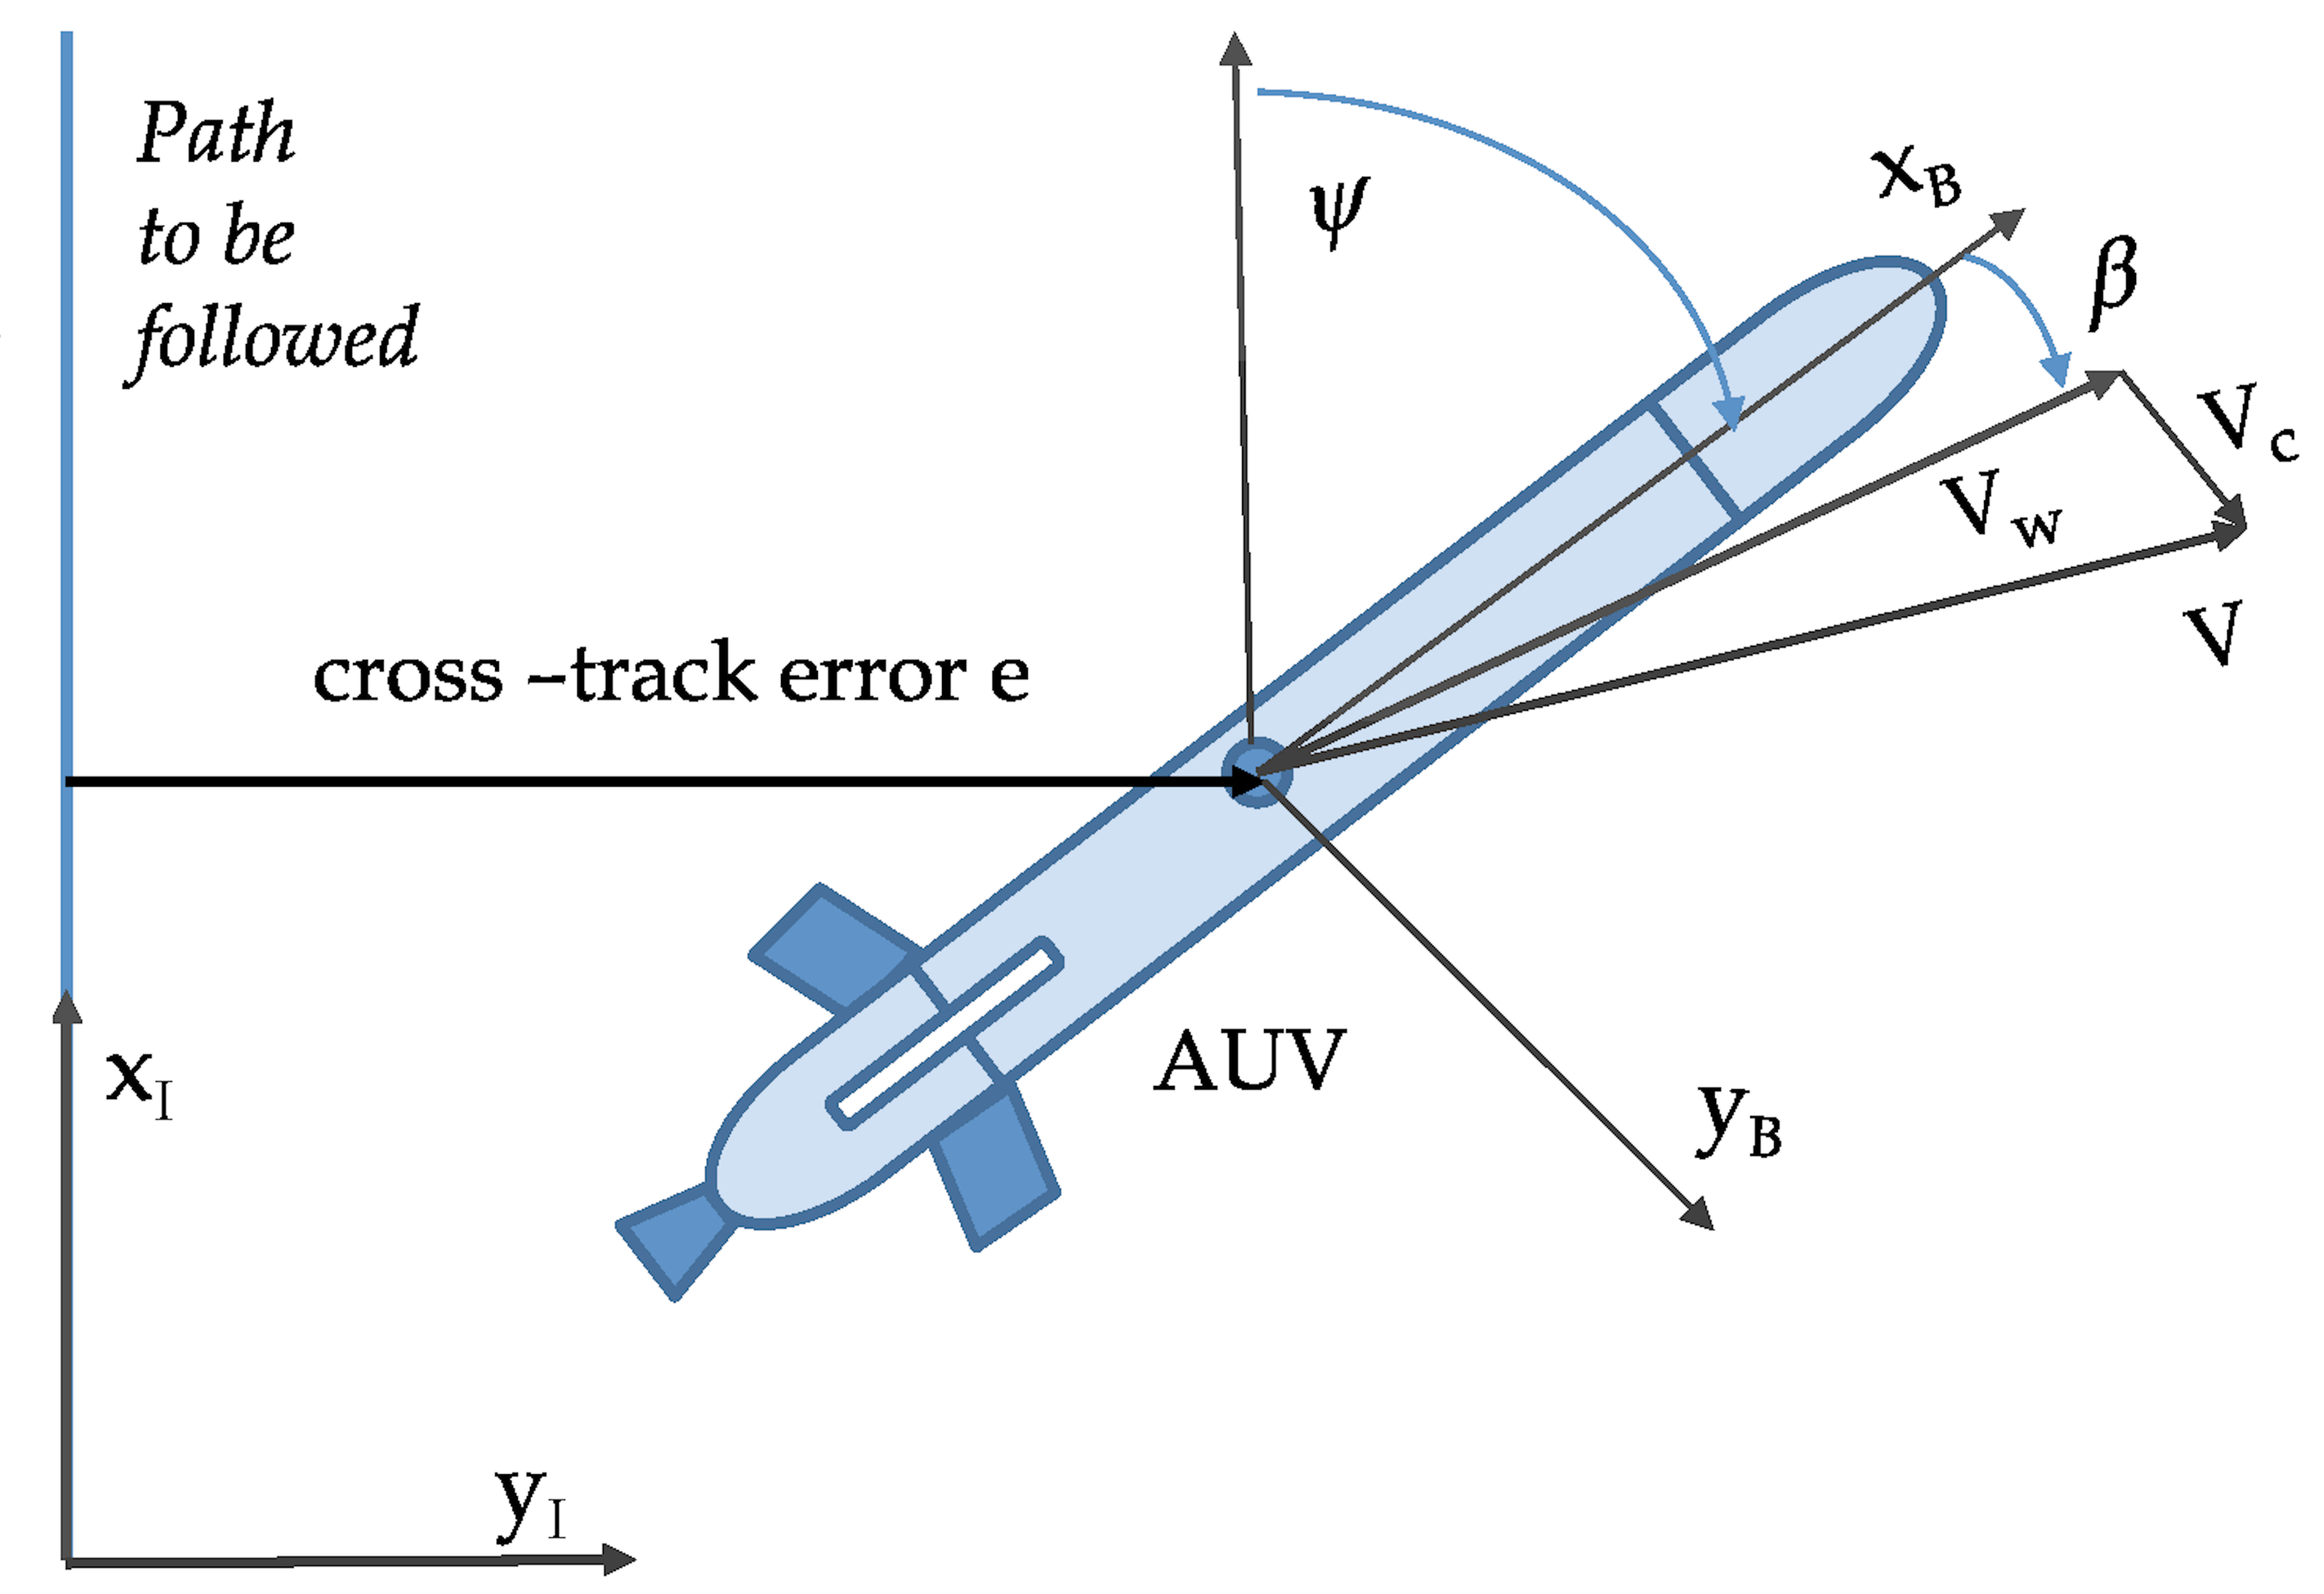 Path
to be
followed
ψ
x_B
β
V_c
V_w
V
cross –track error e
AUV
x_I
y_B
y_I